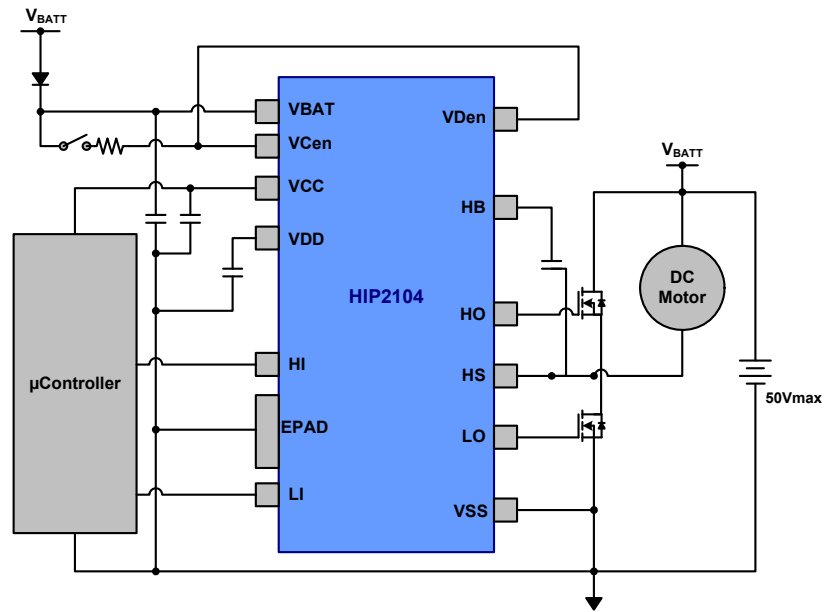 VBATT
VBAT
VDen
VCen
VBATT
VCC
HB
VDD
HIP2104
DC
Motor
HO
HI
HS
µController
50Vmax
EPAD
LO
LI
VSS